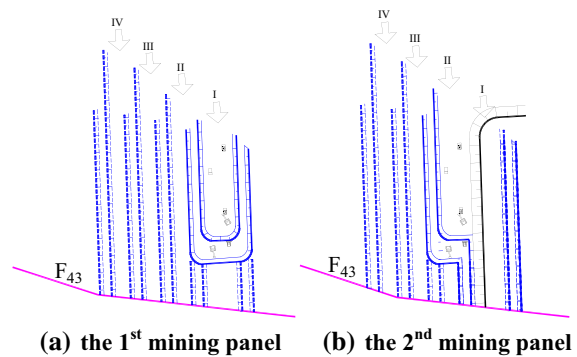 IV
III
II
I
F43
(a) the 1st mining panel
IV
III
II
I
F43
(b) the 2nd mining panel